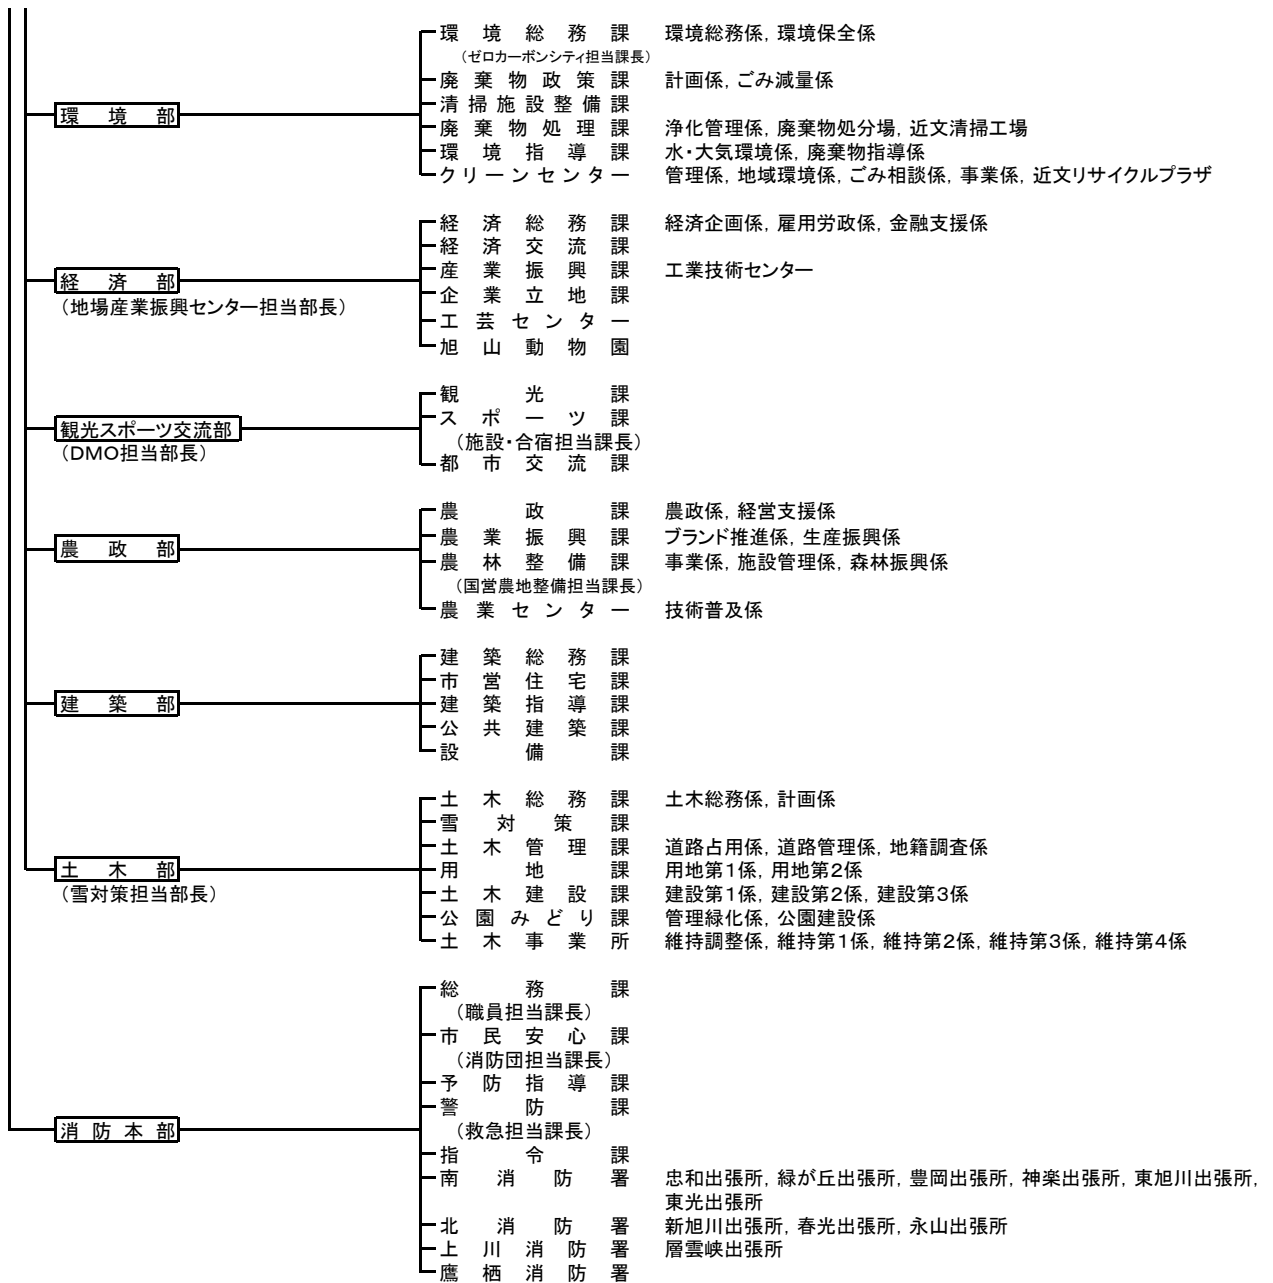 環境総務課 環境総務係, 環境保全係
(ゼロカーボンシティ担当課長)
廃棄物政策課 計画係, ごみ減量係
清掃施設整備課
環境部
廃棄物処理課 浄化管理係, 廃棄物処分場, 近文清掃工場
環境指導課 水・大気環境係, 廃棄物指導係
クリーンセンター 管理係, 地域環境係, ごみ相談係, 事業係, 近文リサイクルプラザ
経済総務課 経済企画係, 雇用労政係, 金融支援係
経済交流課
産業振興課 工業技術センター
経済部
企業立地課
(地場産業振興センター担当部長)
工芸センター
旭山動物園
観光課
スポーツ課
観光スポーツ交流部
(施設・合宿担当課長)
(DMO担当部長)
都市交流課
農政課 農政係, 経営支援係
農業振興課 ブランド推進係, 生産振興係
農政部
農林整備課 事業係, 施設管理係, 森林振興係
(国営農地整備担当課長)
農業センター 技術普及係
建築総務課
市営住宅課
建築部
建築指導課
公共建築課
設備課
土木総務課 土木総務係, 計画係
雪対策課
土木管理課 道路占用係, 道路管理係, 地籍調査係
土木部
用地課 用地第1係, 用地第2係
(雪対策担当部長)
土木建設課 建設第1係, 建設第2係, 建設第3係
公園みどり課 管理緑化係, 公園建設係
土木事業所 維持調整係, 維持第1係, 維持第2係, 維持第3係, 維持第4係
総務課
(職員担当課長)
市民安心課
(消防団担当課長)
予防指導課
警防課
消防本部
(救急担当課長)
指令課
南消防署 忠和出張所, 緑が丘出張所, 豊岡出張所, 神楽出張所, 東旭川出張所,
東光出張所
北消防署 新旭川出張所, 春光出張所, 永山出張所
上川消防署 層雲峡出張所
鷹栖消防署